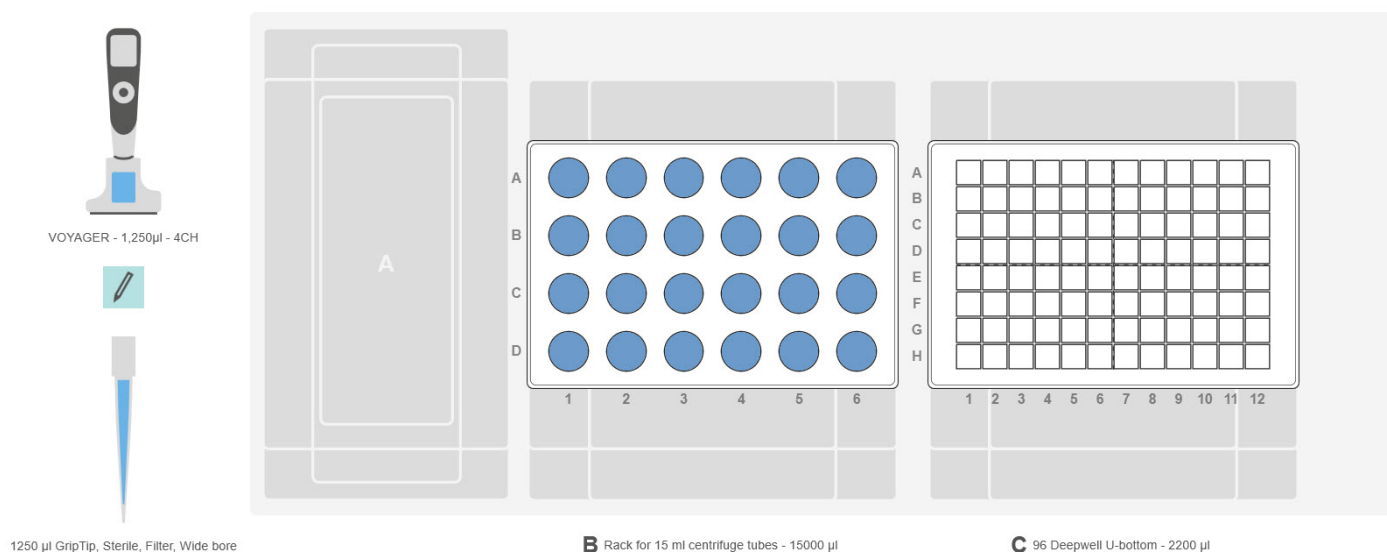 VOYAGER - 1,250µl - 4CH
1250 µl GripTip, Sterile, Filter, Wide bore
A
A
B
C
D
1 2 3 4 5 6
B Rack for 15 ml centrifuge tubes - 15000 µl
A
B
C
D
E
F
G
H
1 2 3 4 5 6 7 8 9 10 11 12
C 96 Deepwell U-bottom - 2200 µl